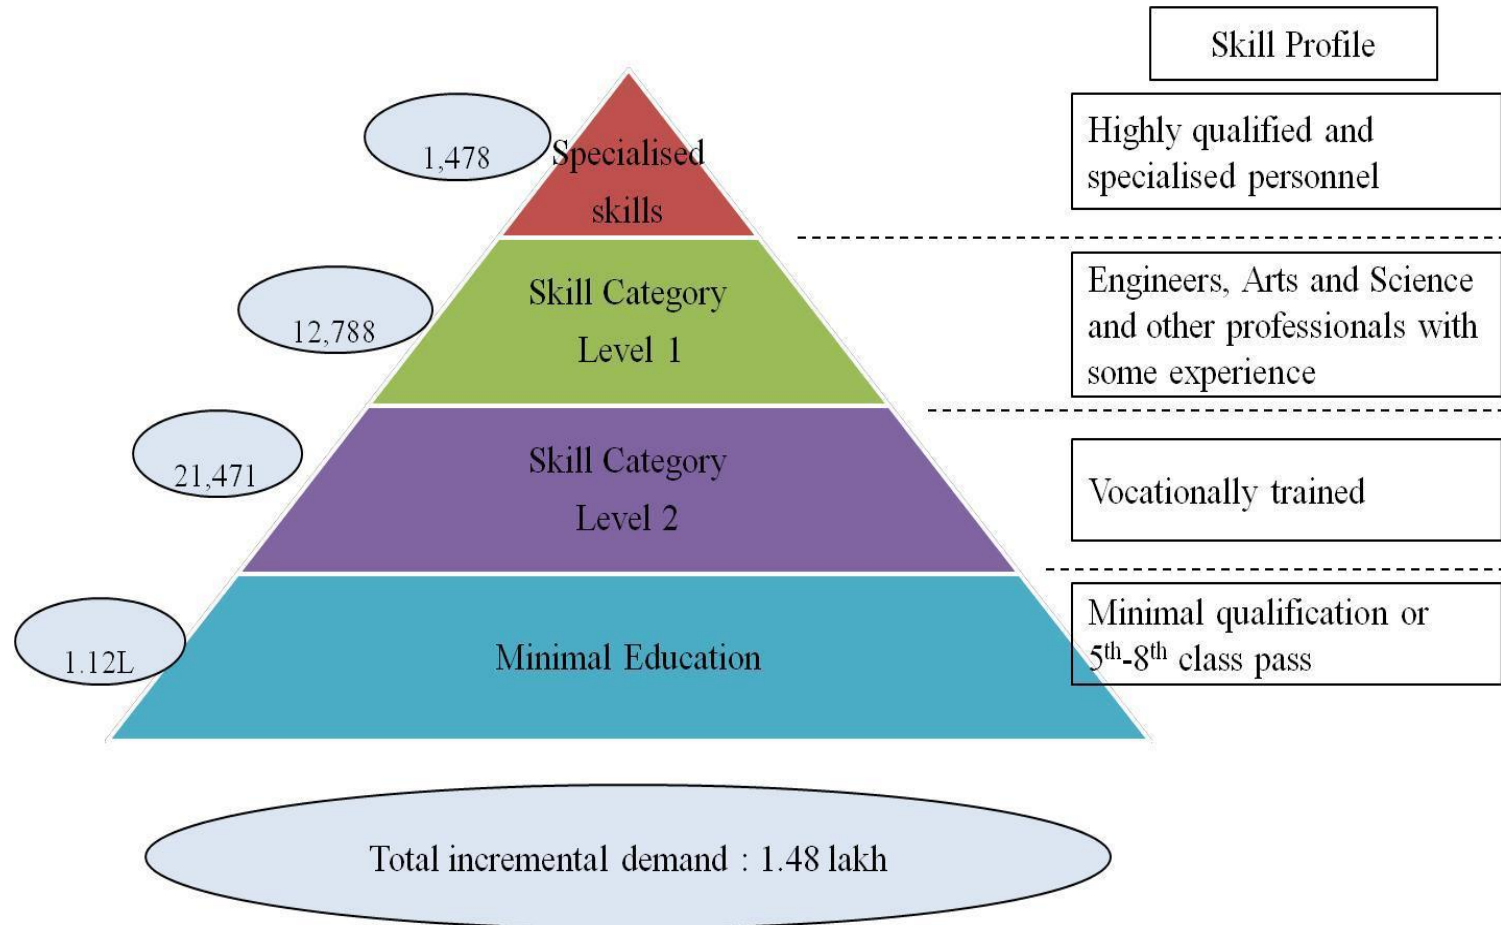 Skill Profile
1,478
Specialised
skills
Highly qualified and
specialised personnel
12,788
Skill Category
Level 1
Engineers, Arts and Science
and other professionals with
some experience
21,471
Skill Category
Level 2
Vocationally trained
1.12L
Minimal Education
Minimal qualification or
5th-8th class pass
Total incremental demand : 1.48 lakh